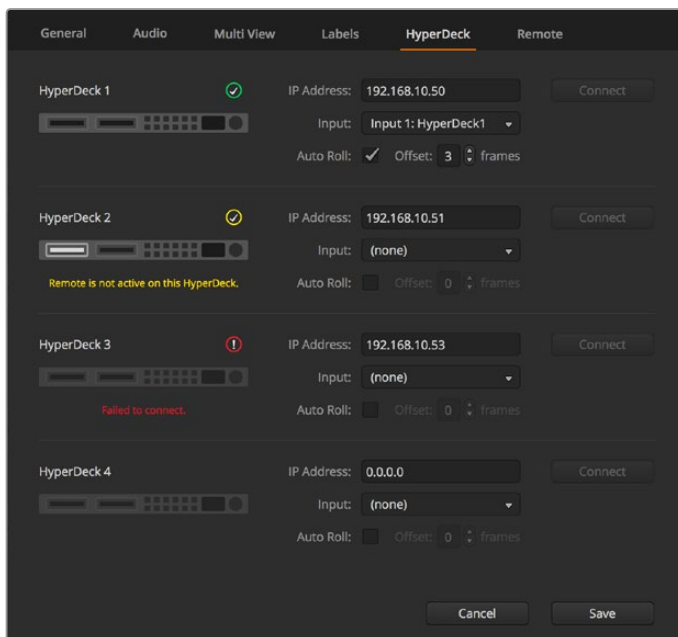 General Audio Multi View Labels HyperDeck Remote
HyperDeck 1 IP Address: 192.168.10.50 Connect
Input: Input 1: HyperDeck1
Auto Roll: Offset: 3 frames
HyperDeck 2 IP Address: 192.168.10.51 Connect
Input: (none)
Remote is not active on this HyperDeck. Auto Roll: Offset: 0 frames
HyperDeck 3 IP Address: 192.168.10.53 Connect
Input: (none)
Failed to connect. Auto Roll: Offset: 0 frames
HyperDeck 4 IP Address: 0.0.0.0 Connect
Input: (none)
Auto Roll: Offset: 0 frames
Cancel Save